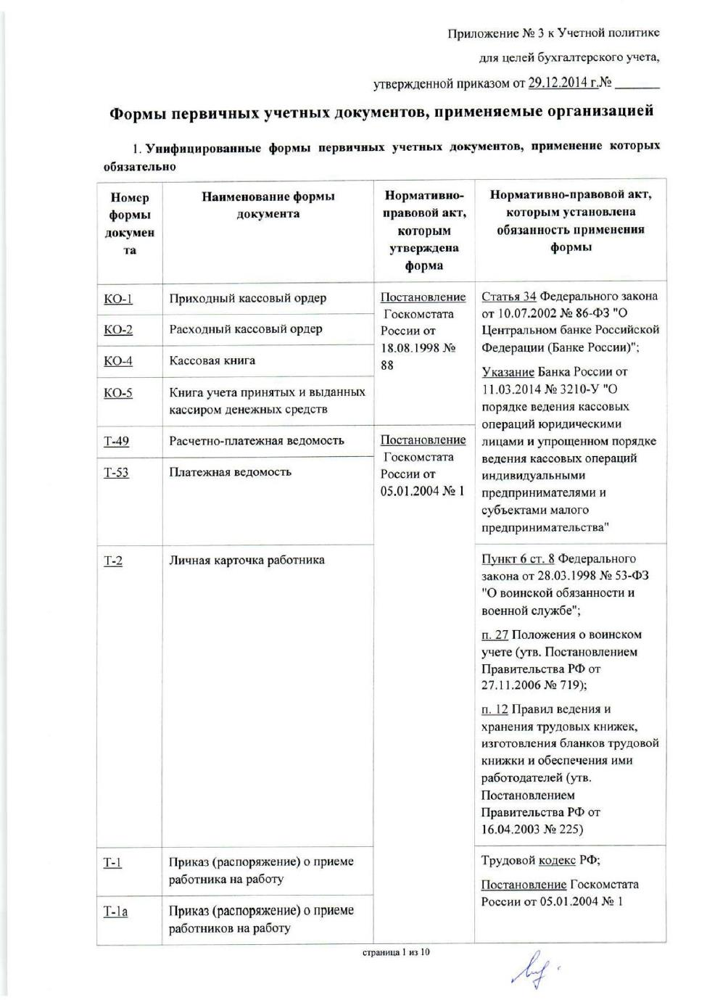 Приложение № 3 к Учетной политике
для целей бухгалтерского учета,
утвержденной приказом от 29.12.2014 г.№ _______
Формы первичных учетных документов, применяемые организацией
1. Унифицированные формы первичных учетных документов, применение которых
обязательно
Номер
формы
докумен
та
Наименование формы
документа
Нормативно-
правовой акт,
которым
утверждена
форма
Нормативно-правовой акт,
которым установлена
обязанность применения
формы
КО-1
Приходный кассовый ордер
КО-2
Расходный кассовый ордер
КО-4
Кассовая книга
КО-5
Книга учета принятых и выданных
кассиром денежных средств
Постановление
Госкомстата
России от
18.08.1998 №
88
Статья 34 Федерального закона
от 10.07.2002 № 86-ФЗ "О
Центральном банке Российской
Федерации (Банке России)";
Указание Банка России от
11.03.2014 № 3210-У "О
порядке ведения кассовых
операций юридическими
лицами и упрощенном порядке
ведения кассовых операций
индивидуальными
предпринимателями и
субъектами малого
предпринимательства"
Т-49
Расчетно-платежная ведомость
Т-53
Платежная ведомость
Постановление
Госкомстата
России от
05.01.2004 № 1
Т-2
Личная карточка работника
Пункт 6 ст. 8 Федерального
закона от 28.03.1998 № 53-ФЗ
"О воинской обязанности и
военной службе";
п. 27 Положения о воинском
учете (утв. Постановлением
Правительства РФ от
27.11.2006 № 719);
п. 12 Правил ведения и
хранения трудовых книжек,
изготовления бланков трудовой
книжки и обеспечения ими
работодателей (утв.
Постановлением
Правительства РФ от
16.04.2003 № 225)
Т-1
Приказ (распоряжение) о приеме
работника на работу
Т-1а
Приказ (распоряжение) о приеме
работников на работу
Трудовой кодекс РФ;
Постановление Госкомстата
России от 05.01.2004 № 1
страница 1 из 10